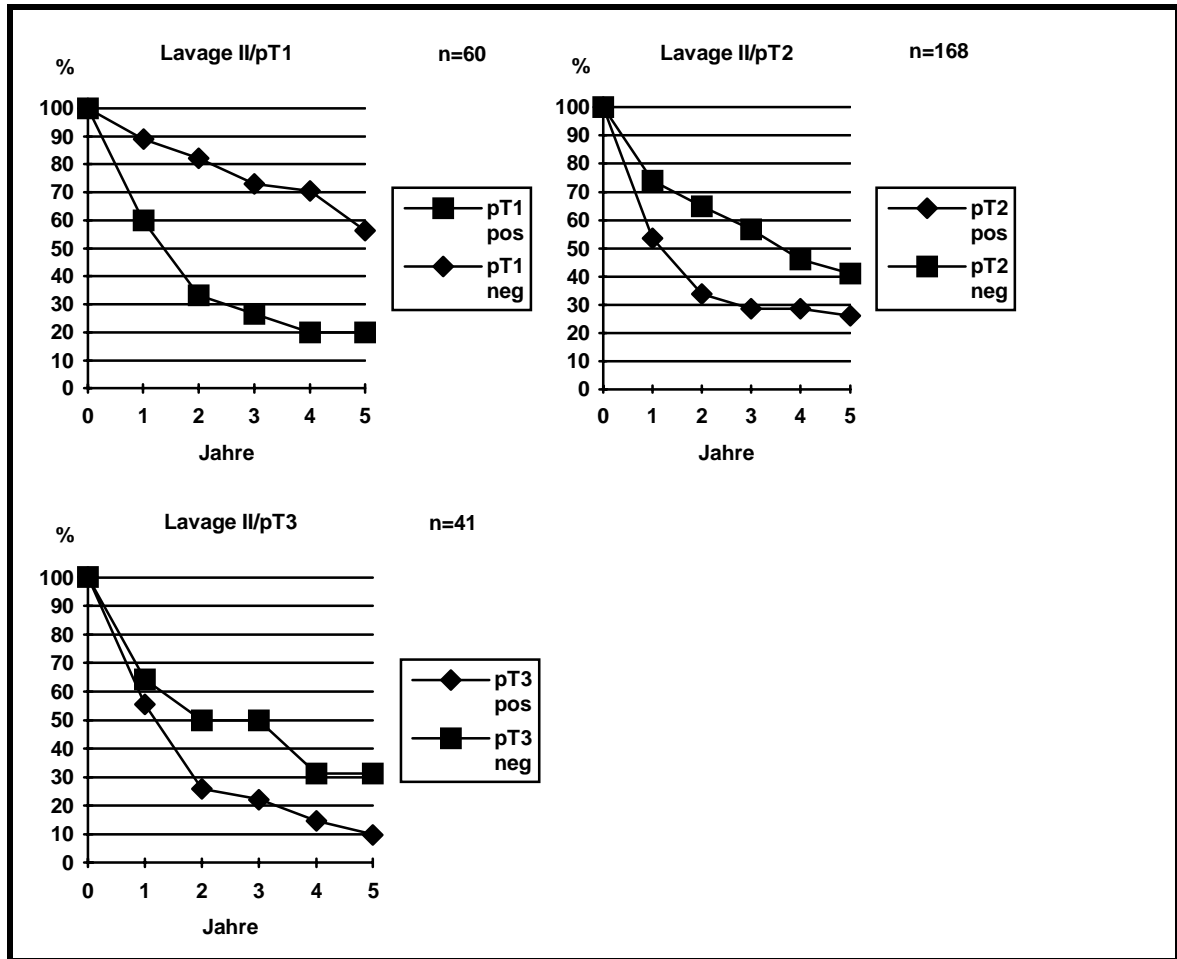 Lavage II/pT1 n=60
%
100
90
80
70
60
50
40
30
20
10
0
0 1 2 3 4 5
Jahre
pT1
pos
pT1
neg
Lavage II/pT2 n=168
%
100
90
80
70
60
50
40
30
20
10
0
0 1 2 3 4 5
Jahre
pT2
pos
pT2
neg
Lavage II/pT3 n=41
%
100
90
80
70
60
50
40
30
20
10
0
0 1 2 3 4 5
Jahre
pT3
pos
pT3
neg